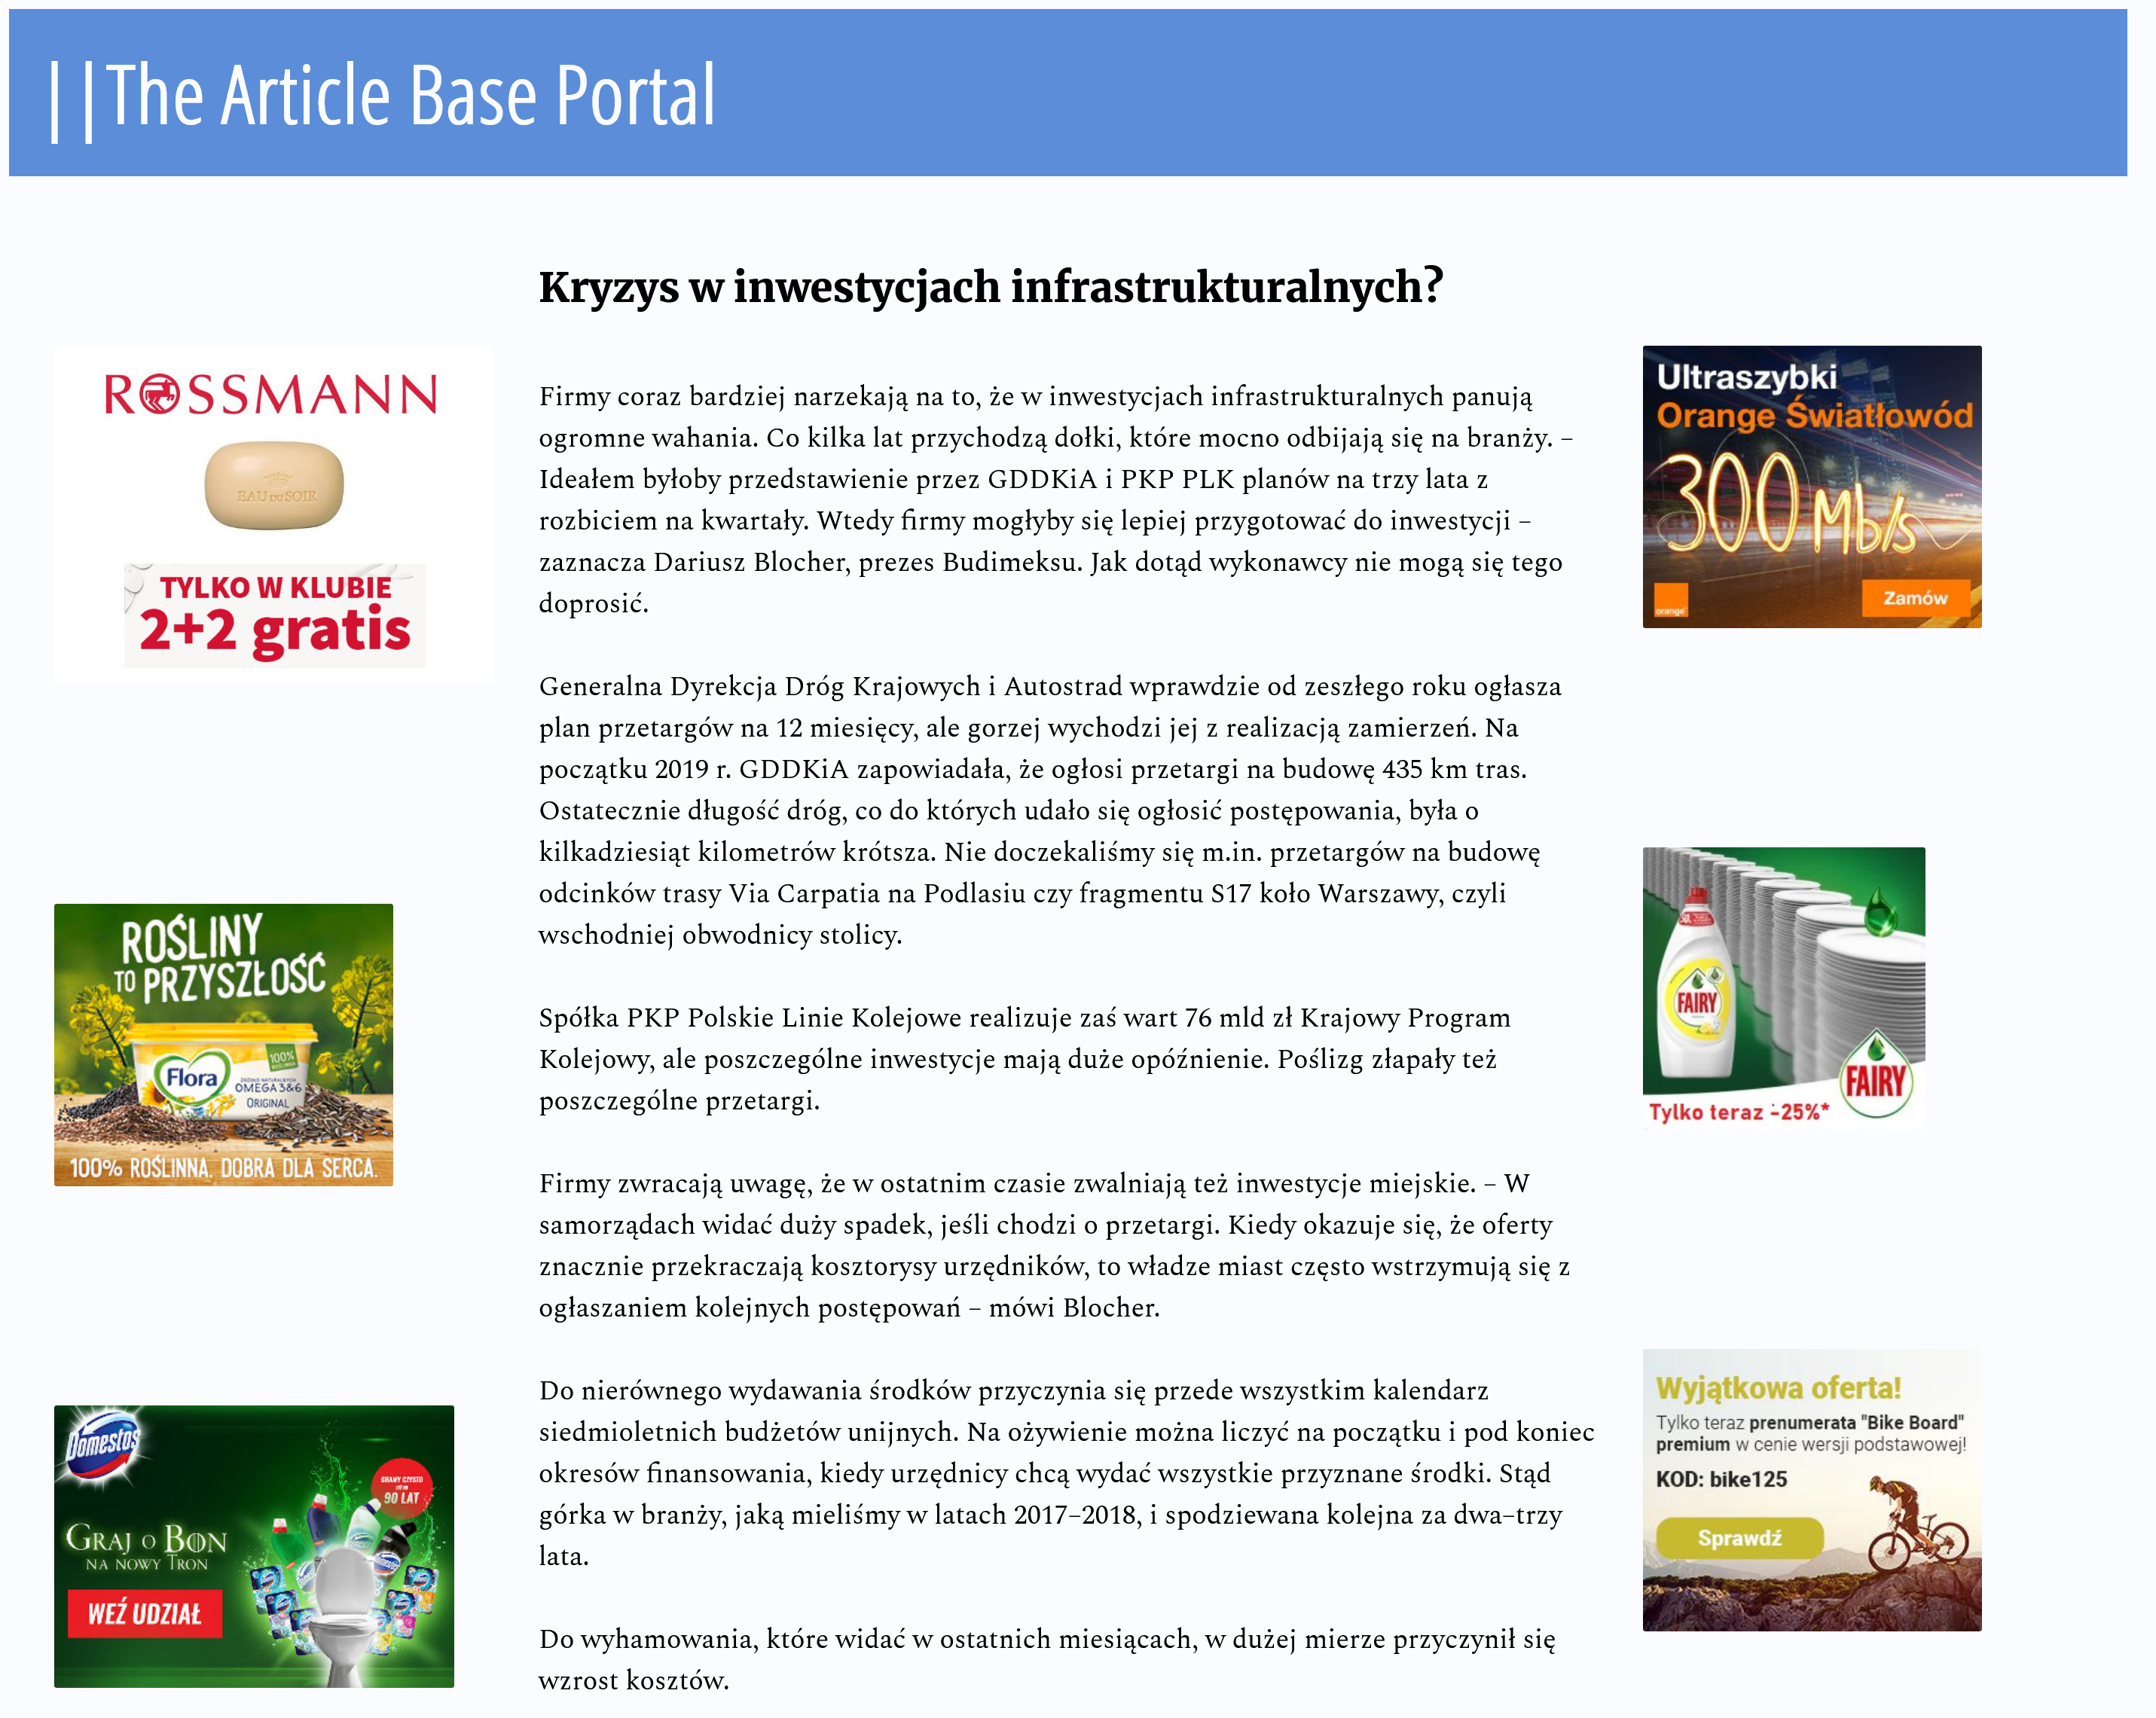 ||The Article Base Portal
Kryzys w inwestycjach infrastrukturalnych?
ROSSMANN
EAU DU SOIR
TYLKO W KLUBIE
2+2 gratis
ROŚLINY
TO PRZYSZŁOŚĆ
Flora
100%
OMEGA 3&6
ORIGINAL
100% ROŚLINNA. DOBRA DLA SERCA.
Domestos
GRAMY CZYSTO
90 LAT
GRAJ O BON
NA NOWY TRON
WEŹ UDZIAŁ
Firmy coraz bardziej narzekają na to, że w inwestycjach infrastrukturalnych panują
ogromne wahania. Co kilka lat przychodzą dołki, które mocno odbijają się na branży. –
Ideałem byłoby przedstawienie przez GDDKiA i PKP PLK planów na trzy lata z
rozbiciem na kwartały. Wtedy firmy mogłyby się lepiej przygotować do inwestycji –
zaznacza Dariusz Blocher, prezes Budimeksu. Jak dotąd wykonawcy nie mogą się tego
doprosić.
Generalna Dyrekcja Dróg Krajowych i Autostrad wprawdzie od zeszłego roku ogłasza
plan przetargów na 12 miesięcy, ale gorzej wychodzi jej z realizacją zamierzeń. Na
początku 2019 r. GDDKiA zapowiadała, że ogłosi przetargi na budowę 435 km tras.
Ostatecznie długość dróg, co do których udało się ogłosić postępowania, była o
kilkadziesiąt kilometrów krótsza. Nie doczekaliśmy się m.in. przetargów na budowę
odcinków trasy Via Carpatia na Podlasiu czy fragmentu S17 koło Warszawy, czyli
wschodniej obwodnicy stolicy.
Spółka PKP Polskie Linie Kolejowe realizuje zaś wart 76 mld zł Krajowy Program
Kolejowy, ale poszczególne inwestycje mają duże opóźnienie. Poślizg złapały też
poszczególne przetargi.
Firmy zwracają uwagę, że w ostatnim czasie zwalniają też inwestycje miejskie. – W
samorządach widać duży spadek, jeśli chodzi o przetargi. Kiedy okazuje się, że oferty
znacznie przekraczają kosztorysy urzędników, to władze miast często wstrzymują się z
ogłaszaniem kolejnych postępowań – mówi Blocher.
Do nierównego wydawania środków przyczynia się przede wszystkim kalendarz
siedmioletnich budżetów unijnych. Na ożywienie można liczyć na początku i pod koniec
okresów finansowania, kiedy urzędnicy chcą wydać wszystkie przyznane środki. Stąd
górka w branży, jaką mieliśmy w latach 2017–2018, i spodziewana kolejna za dwa–trzy
lata.
Do wyhamowania, które widać w ostatnich miesiącach, w dużej mierze przyczynił się
wzrost kosztów.
Ultraszybki
Orange Światłowód
300 Mb/s
orange
Zamów
FAIRY
FAIRY
Tylko teraz -25%*
Wyjątkowa oferta!
Tylko teraz prenumerata "Bike Board"
premium w cenie wersji podstawowej!
KOD: bike125
Sprawdź